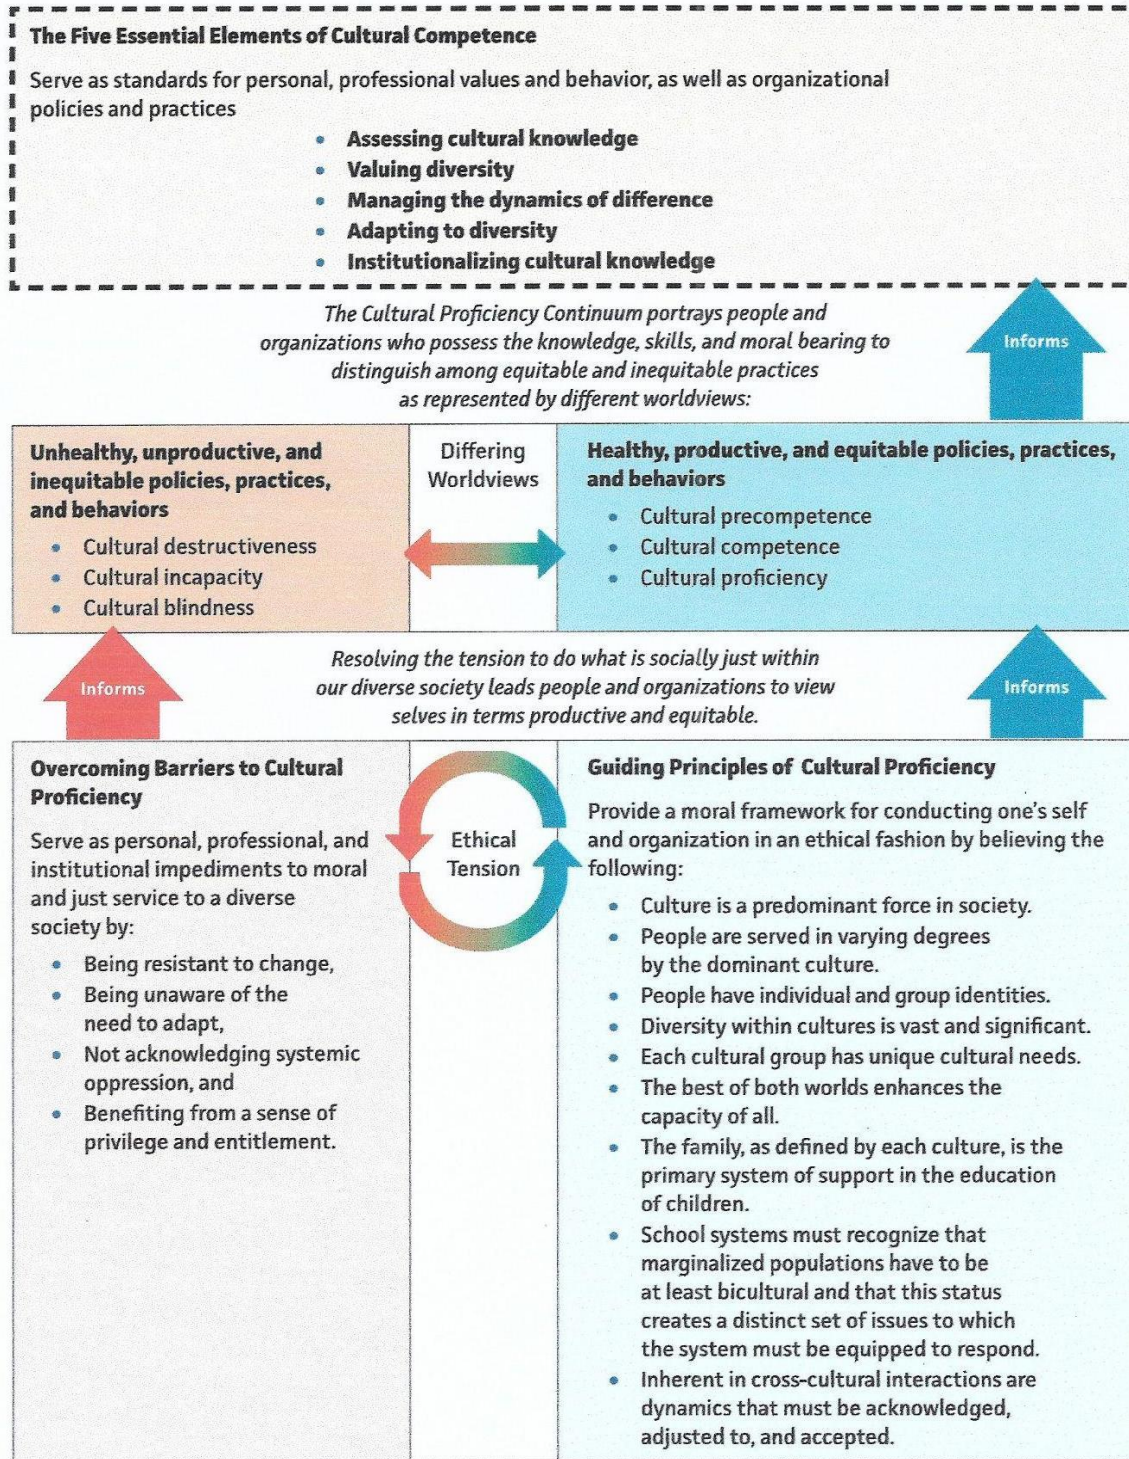 The Five Essential Elements of Cultural Competence
Serve as standards for personal, professional values and behavior, as well as organizational
policies and practices
• Assessing cultural knowledge
• Valuing diversity
• Managing the dynamics of difference
• Adapting to diversity
• Institutionalizing cultural knowledge
The Cultural Proficiency Continuum portrays people and
organizations who possess the knowledge, skills, and moral bearing to
distinguish among equitable and inequitable practices
as represented by different worldviews:
Informs
Unhealthy, unproductive, and
inequitable policies, practices,
and behaviors
• Cultural destructiveness
• Cultural incapacity
• Cultural blindness
Differing
Worldviews
Healthy, productive, and equitable policies, practices,
and behaviors
• Cultural precompetence
• Cultural competence
• Cultural proficiency
Informs
Resolving the tension to do what is socially just within
our diverse society leads people and organizations to view
selves in terms productive and equitable.
Informs
Overcoming Barriers to Cultural
Proficiency
Serve as personal, professional, and
institutional impediments to moral
and just service to a diverse
society by:
• Being resistant to change,
• Being unaware of the
need to adapt,
• Not acknowledging systemic
oppression, and
• Benefiting from a sense of
privilege and entitlement.
Ethical
Tension
Guiding Principles of Cultural Proficiency
Provide a moral framework for conducting one's self
and organization in an ethical fashion by believing the
following:
• Culture is a predominant force in society.
• People are served in varying degrees
by the dominant culture.
• People have individual and group identities.
• Diversity within cultures is vast and significant.
• Each cultural group has unique cultural needs.
• The best of both worlds enhances the
capacity of all.
• The family, as defined by each culture, is the
primary system of support in the education
of children.
• School systems must recognize that
marginalized populations have to be
at least bicultural and that this status
creates a distinct set of issues to which
the system must be equipped to respond.
• Inherent in cross-cultural interactions are
dynamics that must be acknowledged,
adjusted to, and accepted.